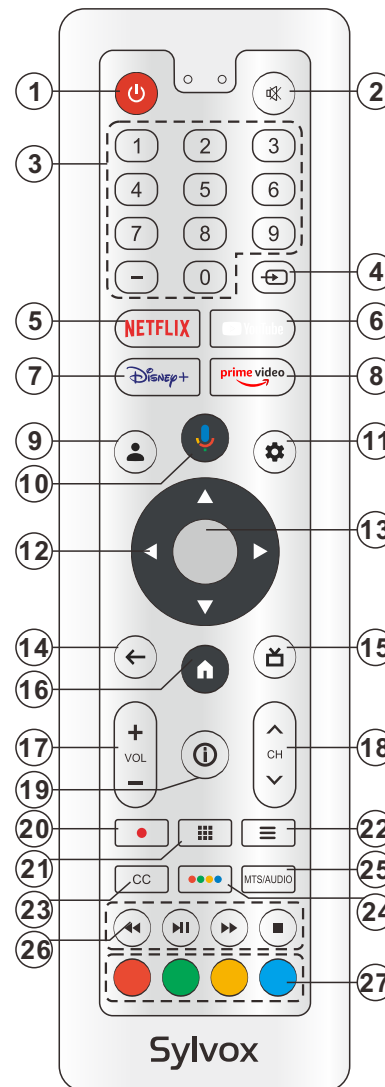 1 2
1 2 3
3
4 5 6
7 8 9
4
– 0
5 NETFLIX YouTube 6
7 Disney+ prime video 8
9 11
10
12 13
14 15
16
+
17 VOL CH 18
–
19
20 22
21 25
CC MTS/AUDIO
23 24
26
27
Sylvox